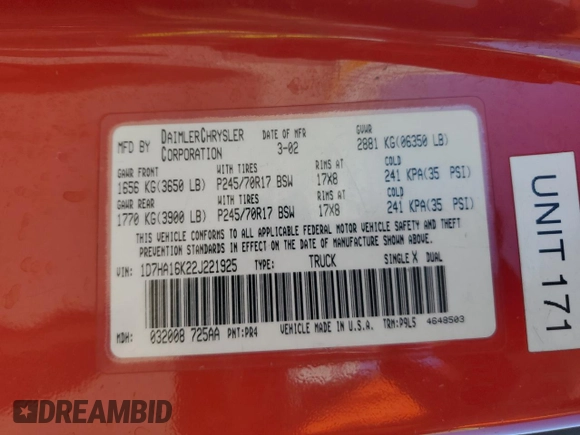 MFD BY DAIMLERCHRYSLER CORPORATION DATE OF MFR 3-02 GVWR 2881 KG(06350 LB)
GAWR FRONT WITH TIRES RIMS AT COLD
1656 KG(3650 LB) P245/70R17 BSW 17X8 241 KPA(35 PSI)
GAWR REAR WITH TIRES RIMS AT COLD
1770 KG(3900 LB) P245/70R17 BSW 17X8 241 KPA(35 PSI)
THIS VEHICLE CONFORMS TO ALL APPLICABLE FEDERAL MOTOR VEHICLE SAFETY AND THEFT
PREVENTION STANDARDS IN EFFECT ON THE DATE OF MANUFACTURE SHOWN ABOVE.
VIN: 1D7HA16K22J221925 TYPE: TRUCK SINGLE X DUAL
MDH: 032008 725AA PNT:PR4 VEHICLE MADE IN U.S.A. TRM:P9L5 4648503
UNIT 171
DREAMBID